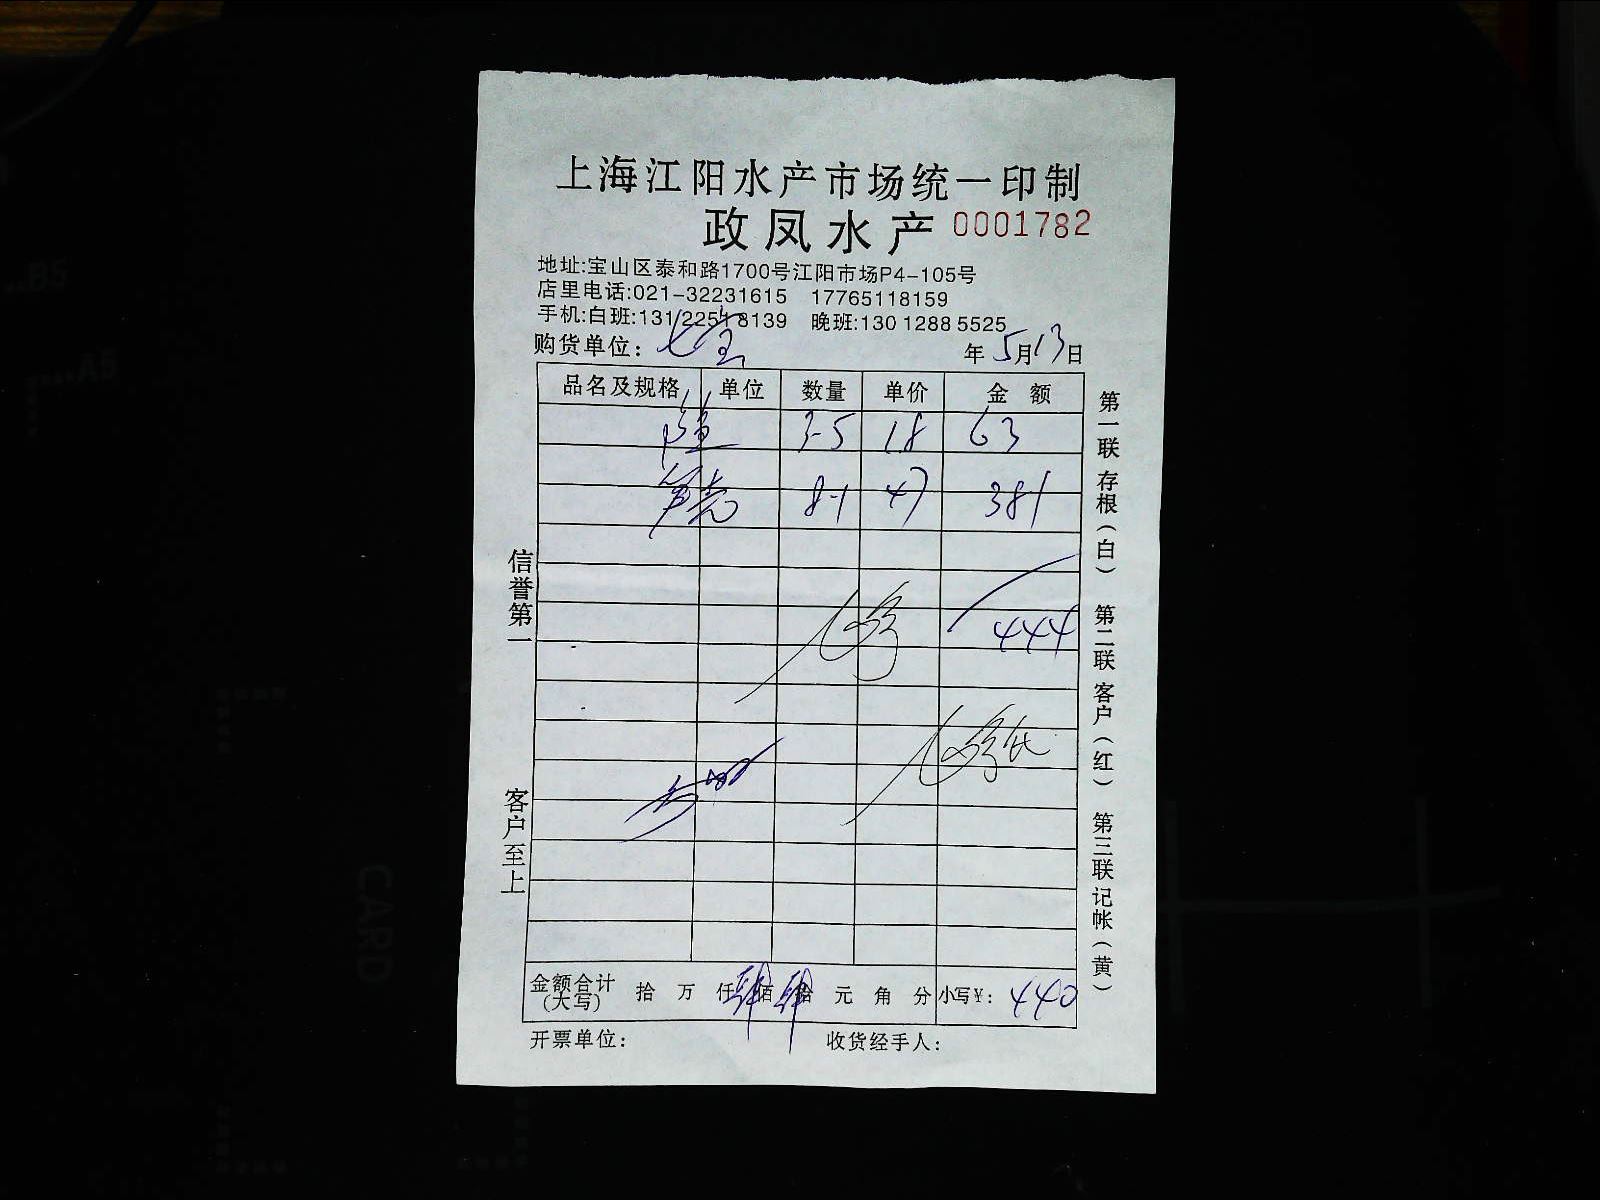 上海江阳水产市场统一印制
政凤水产 0001782
地址:宝山区泰和路1700号江阳市场P4-105号
店里电话:021-32231615 17765118159
手机:白班:131 2251 8139 晚班:130 1288 5525
购货单位: 七宝 年 5月13日
品名及规格 单位 数量 单价 金 额
3-5 18 63
芦壳 8-1 47 381
444
金额合计(大写) 拾 万 仟 肆 佰 肆 拾 元 角 分 小写¥: 440
开票单位: 收货经手人:
信誉第一
客户至上
第一联 存根(白) 第二联 客户(红) 第三联 记帐(黄)